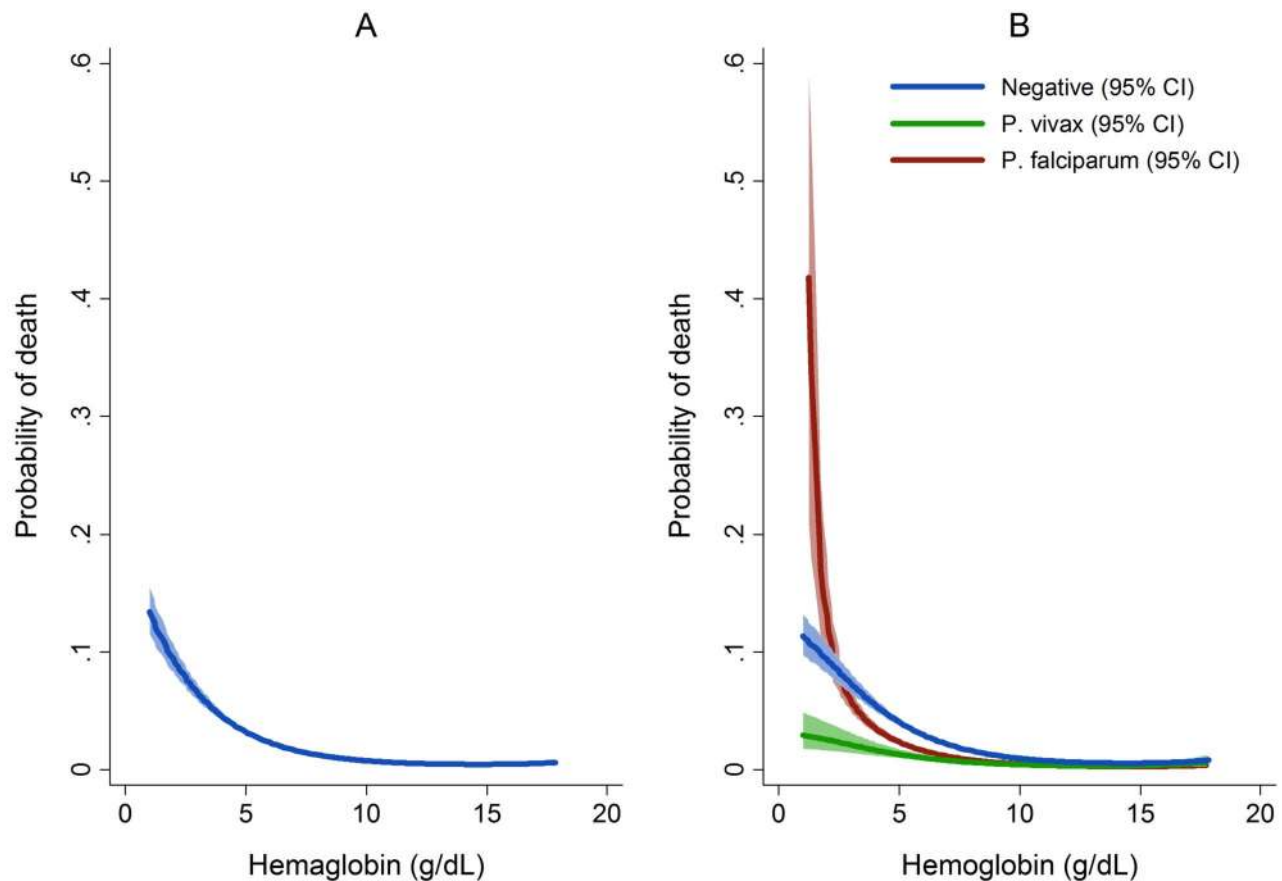 A
Probability of death
.6
.5
.4
.3
.2
.1
0
0 5 10 15 20
Hemaglobin (g/dL)
B
Negative (95% CI)
P. vivax (95% CI)
P. falciparum (95% CI)
Probability of death
.6
.5
.4
.3
.2
.1
0
0 5 10 15 20
Hemoglobin (g/dL)